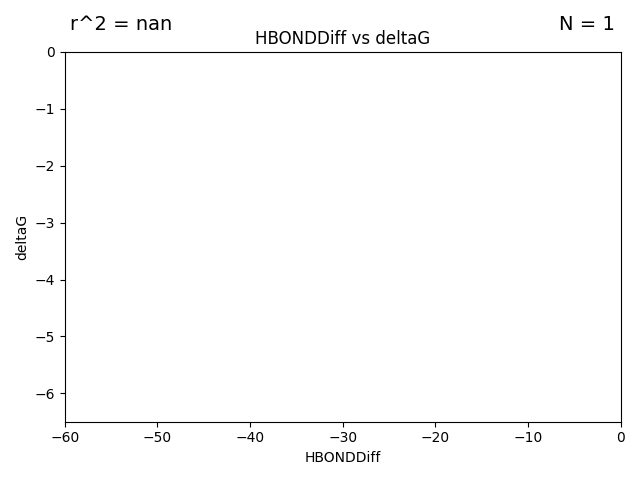 r^2 = nan
N = 1
HBONDDiff vs deltaG
0
−1
−2
−3
−4
−5
−6
deltaG
−60
−50
−40
−30
−20
−10
0
HBONDDiff